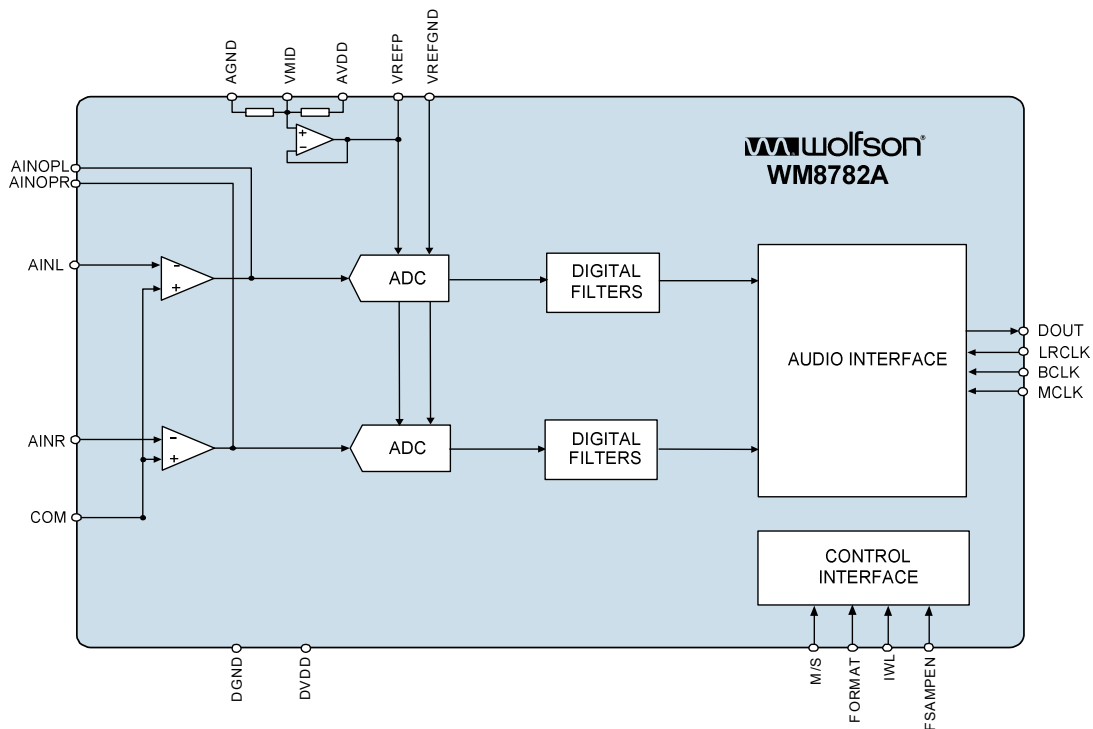 AGND
VMID
AVDD
VREFP
VREFGND
wolfson®
WM8782A
AINOPL
AINOPR
AINL
-
+
+
-
ADC
DIGITAL
FILTERS
AUDIO INTERFACE
DOUT
LRCLK
BCLK
MCLK
AINR
-
+
ADC
DIGITAL
FILTERS
COM
CONTROL
INTERFACE
DGND
DVDD
M/S
FORMAT
IWL
FSAMPEN